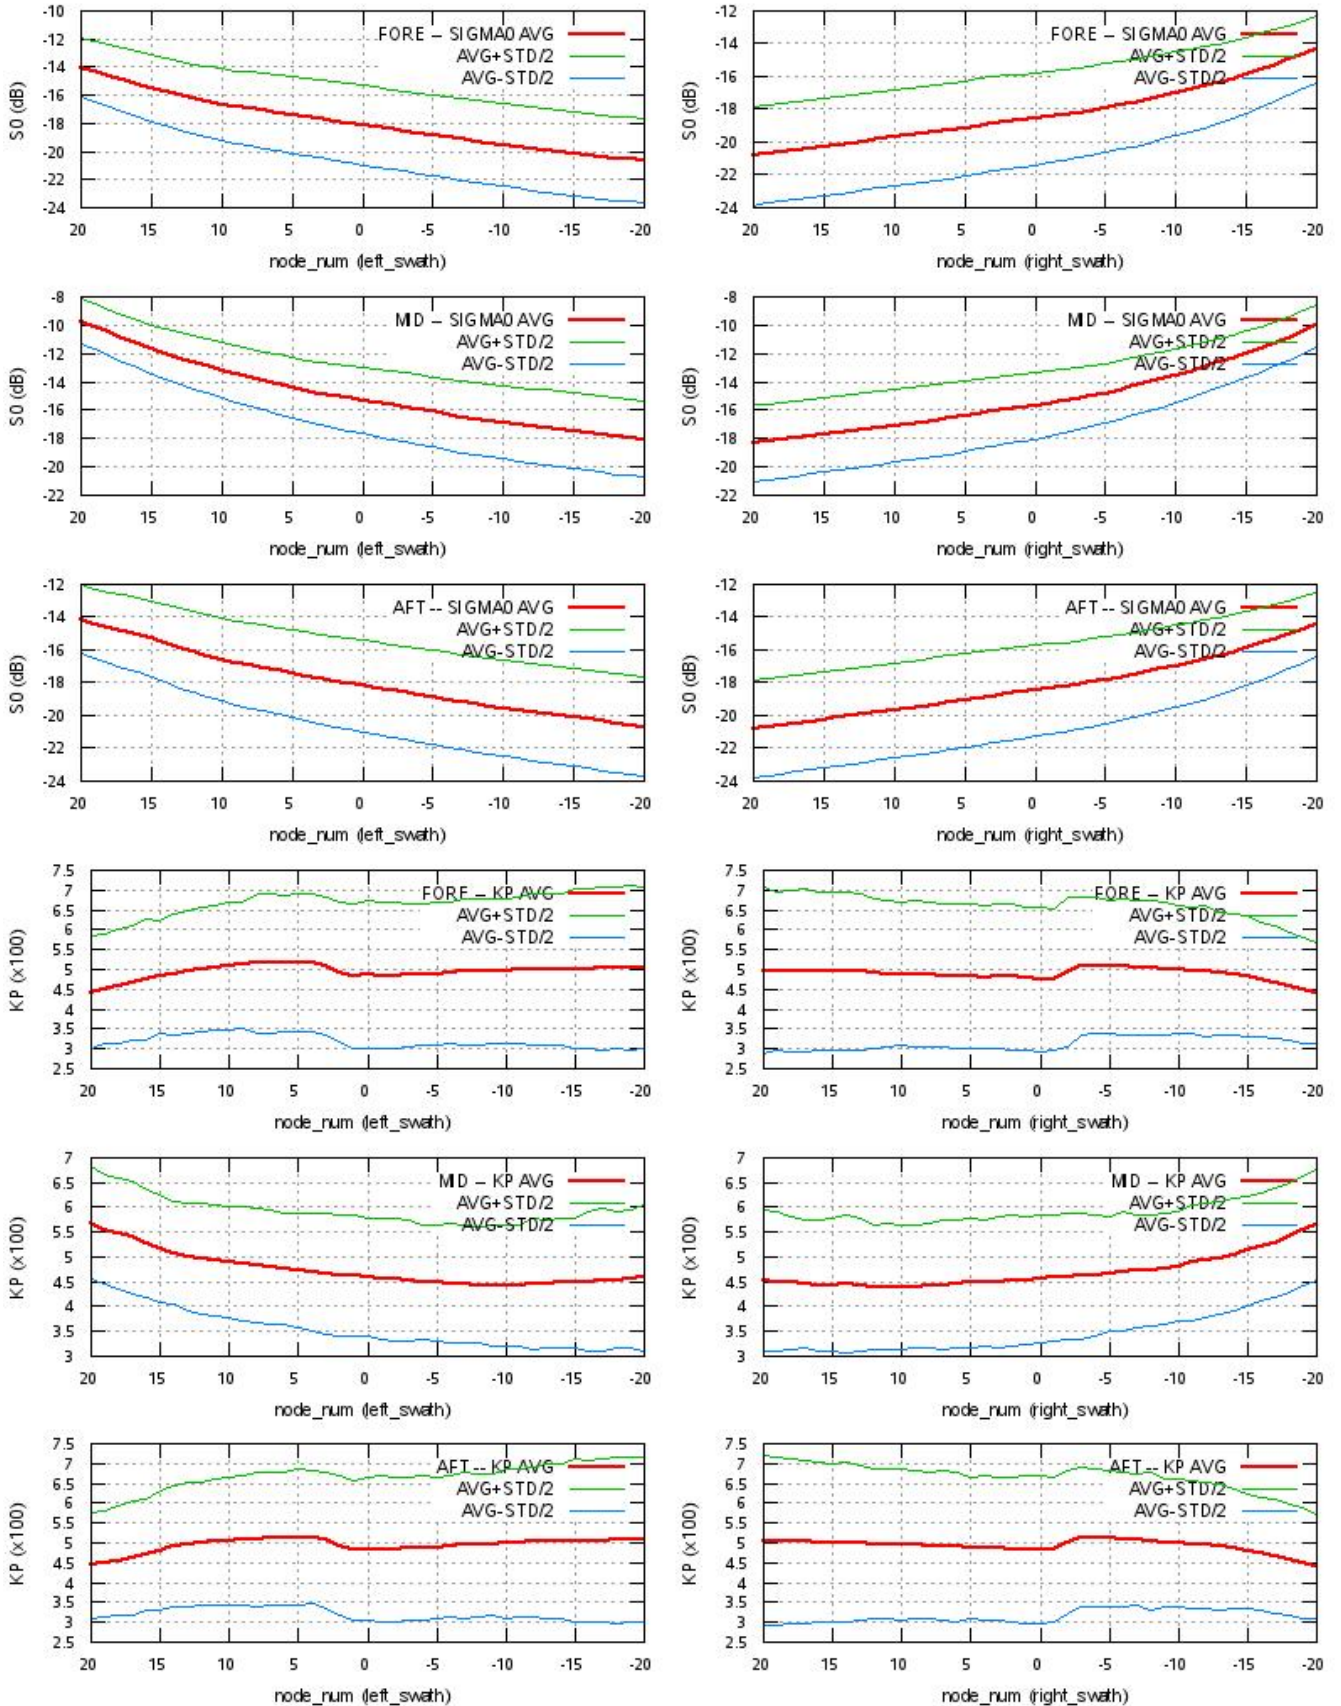 -10
-12
-14
-16
-18
-20
-22
-24
S0 (dB)
FORE -- SIGMA0 AVG
AVG+STD/2
AVG-STD/2
20 15 10 5 0 -5 -10 -15 -20
node_num (left_swath)
-12
-14
-16
-18
-20
-22
-24
S0 (dB)
FORE -- SIGMA0 AVG
AVG+STD/2
AVG-STD/2
20 15 10 5 0 -5 -10 -15 -20
node_num (right_swath)
-8
-10
-12
-14
-16
-18
-20
-22
S0 (dB)
MID -- SIGMA0 AVG
AVG+STD/2
AVG-STD/2
20 15 10 5 0 -5 -10 -15 -20
node_num (left_swath)
-8
-10
-12
-14
-16
-18
-20
-22
S0 (dB)
MID -- SIGMA0 AVG
AVG+STD/2
AVG-STD/2
20 15 10 5 0 -5 -10 -15 -20
node_num (right_swath)
-12
-14
-16
-18
-20
-22
-24
S0 (dB)
AFT -- SIGMA0 AVG
AVG+STD/2
AVG-STD/2
20 15 10 5 0 -5 -10 -15 -20
node_num (left_swath)
-12
-14
-16
-18
-20
-22
-24
S0 (dB)
AFT -- SIGMA0 AVG
AVG+STD/2
AVG-STD/2
20 15 10 5 0 -5 -10 -15 -20
node_num (right_swath)
7.5
7
6.5
6
5.5
5
4.5
4
3.5
3
2.5
KP (x100)
FORE -- KP AVG
AVG+STD/2
AVG-STD/2
20 15 10 5 0 -5 -10 -15 -20
node_num (left_swath)
7.5
7
6.5
6
5.5
5
4.5
4
3.5
3
2.5
KP (x100)
FORE -- KP AVG
AVG+STD/2
AVG-STD/2
20 15 10 5 0 -5 -10 -15 -20
node_num (right_swath)
7
6.5
6
5.5
5
4.5
4
3.5
3
KP (x100)
MID -- KP AVG
AVG+STD/2
AVG-STD/2
20 15 10 5 0 -5 -10 -15 -20
node_num (left_swath)
7
6.5
6
5.5
5
4.5
4
3.5
3
KP (x100)
MID -- KP AVG
AVG+STD/2
AVG-STD/2
20 15 10 5 0 -5 -10 -15 -20
node_num (right_swath)
7.5
7
6.5
6
5.5
5
4.5
4
3.5
3
2.5
KP (x100)
AFT -- KP AVG
AVG+STD/2
AVG-STD/2
20 15 10 5 0 -5 -10 -15 -20
node_num (left_swath)
7.5
7
6.5
6
5.5
5
4.5
4
3.5
3
2.5
KP (x100)
AFT -- KP AVG
AVG+STD/2
AVG-STD/2
20 15 10 5 0 -5 -10 -15 -20
node_num (right_swath)